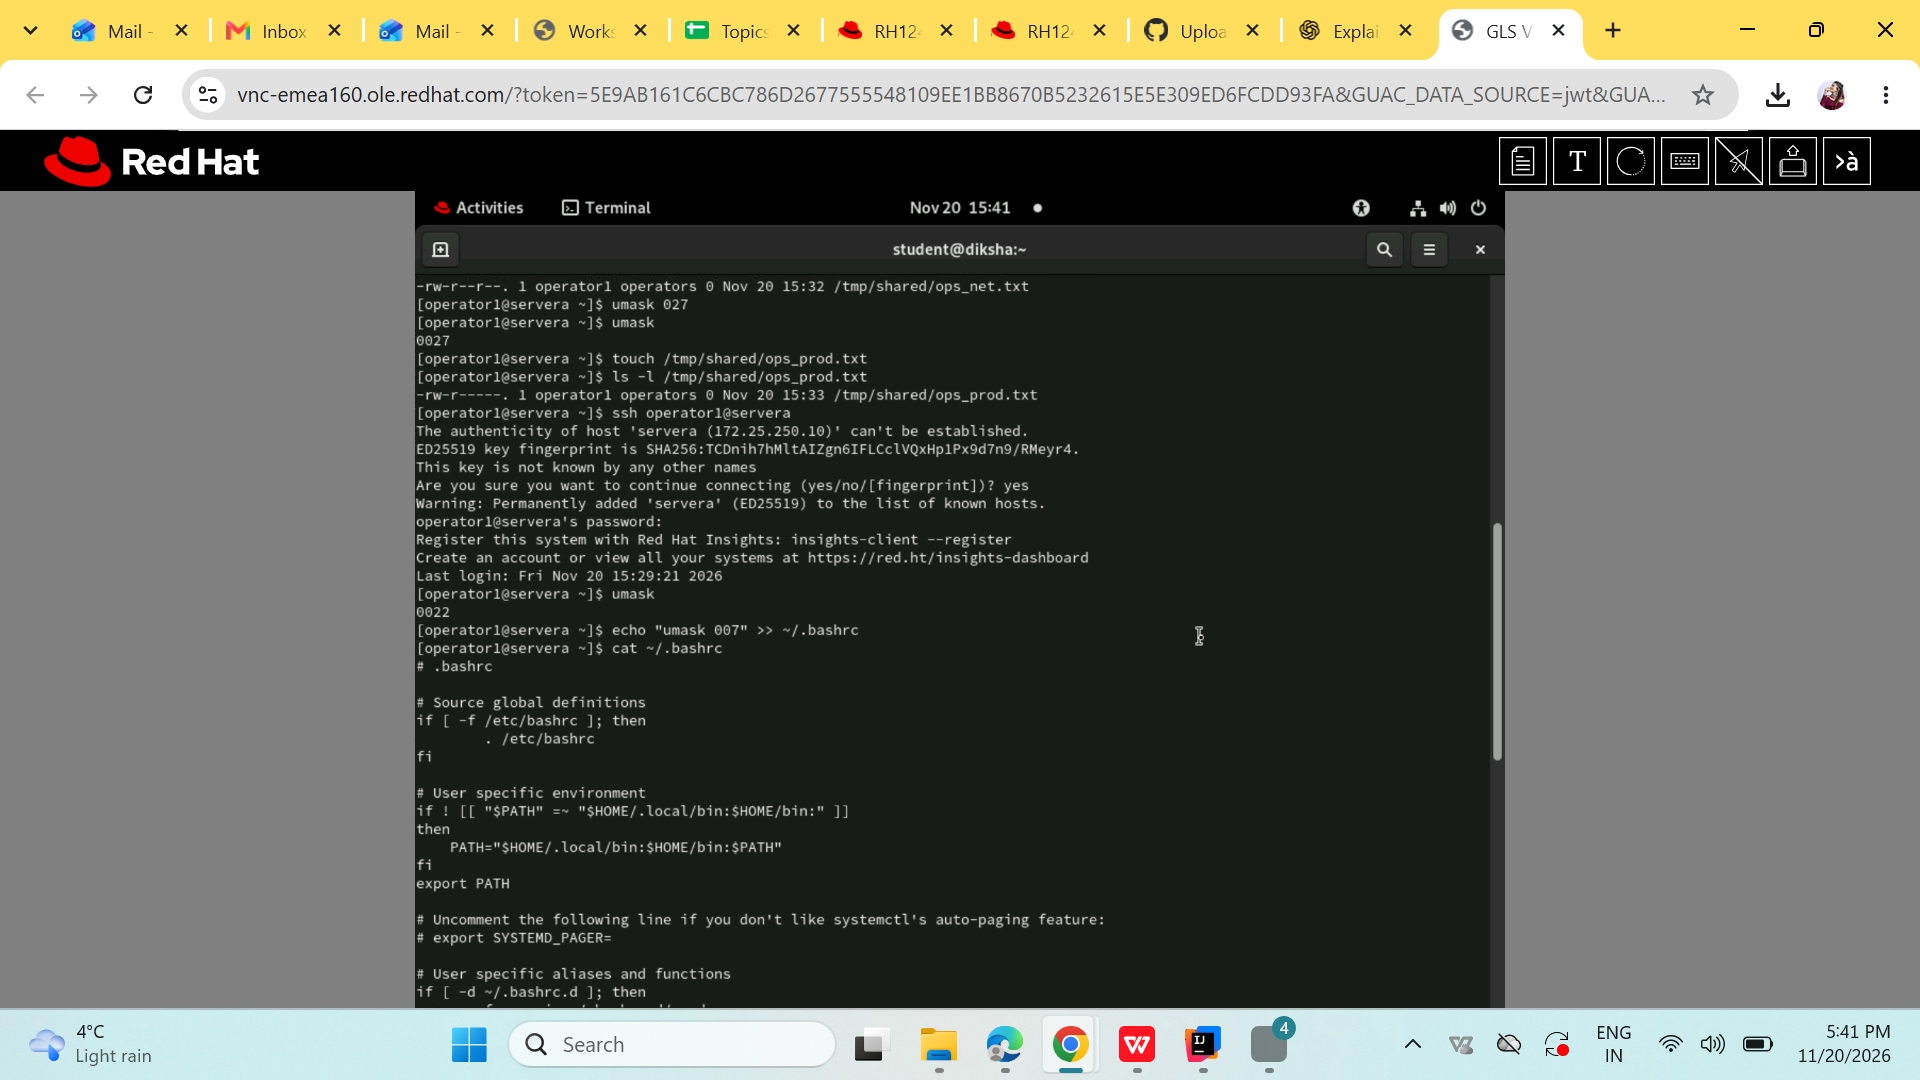 Mail -
Inbox
Mail -
Works
Topics
RH124
RH124
Uploa
Explai
GLS V
vnc-emea160.ole.redhat.com/?token=5E9AB161C6CBC786D2677555548109EE1BB8670B5232615E5E309ED6FCDD93FA&GUAC_DATA_SOURCE=jwt&GUA...
Red Hat
T
>à
Activities
Terminal
Nov 20 15:41
student@diksha:~
-rw-r--r--. 1 operator1 operators 0 Nov 20 15:32 /tmp/shared/ops_net.txt
[operator1@servera ~]$ umask 027
[operator1@servera ~]$ umask
0027
[operator1@servera ~]$ touch /tmp/shared/ops_prod.txt
[operator1@servera ~]$ ls -l /tmp/shared/ops_prod.txt
-rw-r-----. 1 operator1 operators 0 Nov 20 15:33 /tmp/shared/ops_prod.txt
[operator1@servera ~]$ ssh operator1@servera
The authenticity of host 'servera (172.25.250.10)' can't be established.
ED25519 key fingerprint is SHA256:TCDnih7hMltAIZgn6IFLCclVQxHp1Px9d7n9/RMeyr4.
This key is not known by any other names
Are you sure you want to continue connecting (yes/no/[fingerprint])? yes
Warning: Permanently added 'servera' (ED25519) to the list of known hosts.
operator1@servera's password:
Register this system with Red Hat Insights: insights-client --register
Create an account or view all your systems at https://red.ht/insights-dashboard
Last login: Fri Nov 20 15:29:21 2026
[operator1@servera ~]$ umask
0022
[operator1@servera ~]$ echo "umask 007" >> ~/.bashrc
[operator1@servera ~]$ cat ~/.bashrc
# .bashrc
# Source global definitions
if [ -f /etc/bashrc ]; then
. /etc/bashrc
fi
# User specific environment
if ! [[ "$PATH" =~ "$HOME/.local/bin:$HOME/bin:" ]]
then
PATH="$HOME/.local/bin:$HOME/bin:$PATH"
fi
export PATH
# Uncomment the following line if you don't like systemctl's auto-paging feature:
# export SYSTEMD_PAGER=
# User specific aliases and functions
if [ -d ~/.bashrc.d ]; then
4°C
Light rain
Search
4
ENG
IN
5:41 PM
11/20/2026